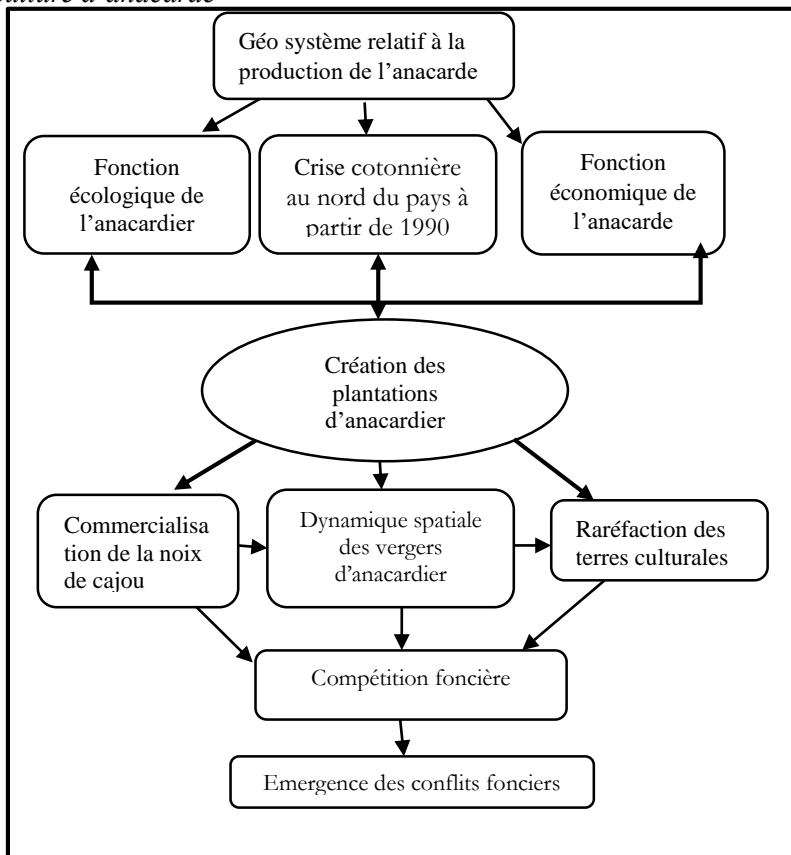 Géo système relatif à la
production de l'anacarde
Fonction
écologique de
l'anacardier
Crise cotonnière
au nord du pays à
partir de 1990
Fonction
économique de
l'anacarde
Création des
plantations
d'anacardier
Commercialisa
tion de la noix
de cajou
Dynamique spatiale
des vergers
d'anacardier
Raréfaction des
terres culturales
Compétition foncière
Emergence des conflits fonciers